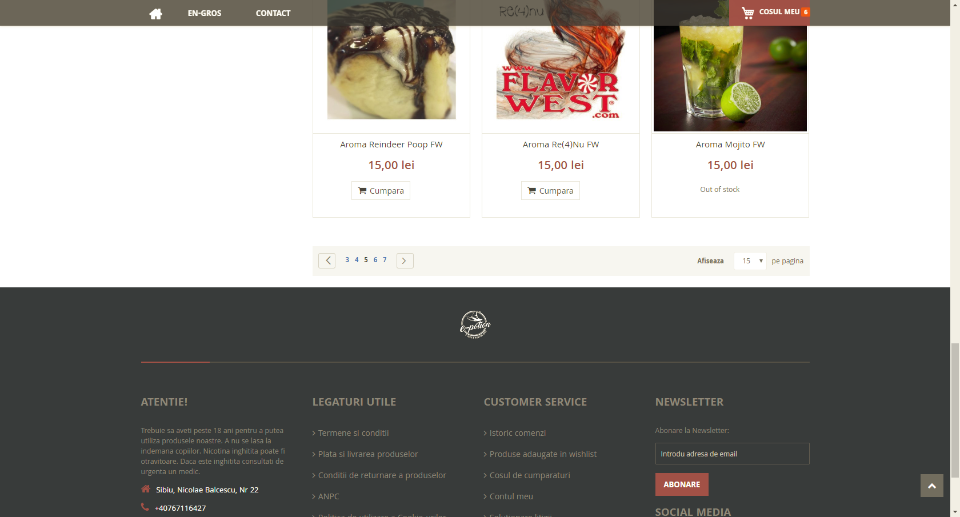 EN-GROS
CONTACT
COSUL MEU 6
Re(4)nu
www.
FLAVOR
WEST
.com
Aroma Reindeer Poop FW
15,00 lei
Cumpara
Aroma Re(4)Nu FW
15,00 lei
Cumpara
Aroma Mojito FW
15,00 lei
Out of stock
3 4 5 6 7
Afiseaza 15 pe pagina
e-potion
ATENTIE!
Trebuie sa aveti peste 18 ani pentru a putea
utiliza produsele noastre. A nu se lasa la
indemana copiilor. Nicotina inghitita poate fi
otravitoare. Daca este inghitita consultati de
urgenta un medic.
Sibiu, Nicolae Balcescu, Nr 22
+40767116427
LEGATURI UTILE
Termene si conditii
Plata si livrarea produselor
Conditii de returnare a produselor
ANPC
CUSTOMER SERVICE
Istoric comenzi
Produse adaugate in wishlist
Cosul de cumparaturi
Contul meu
NEWSLETTER
Abonare la Newsletter:
Introdu adresa de email
ABONARE
SOCIAL MEDIA